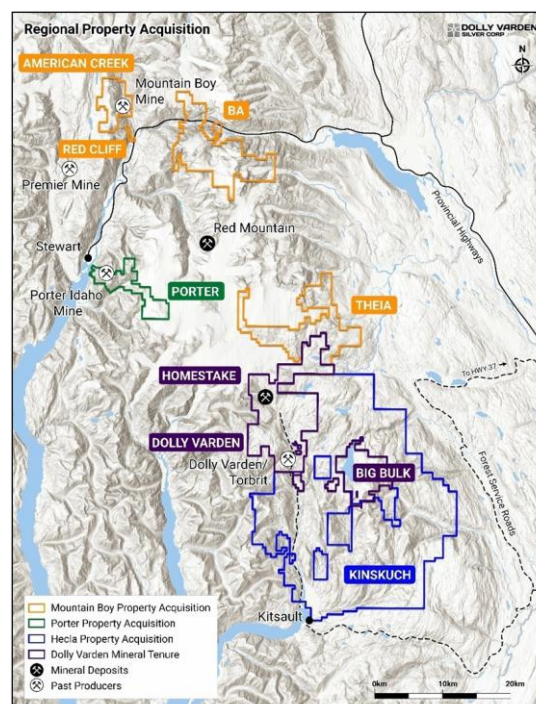 Regional Property Acquisition
DOLLY VARDEN
SILVER CORP
N
AMERICAN CREEK
Mountain Boy
Mine
BA
RED CLIFF
Premier Mine
Provincial Highways
Stewart
Red Mountain
Porter Idaho
Mine
PORTER
THEIA
To HWY 37
HOMESTAKE
DOLLY VARDEN
Dolly Varden/
Torbrit
BIG BULK
Forest Service Roads
KINSKUCH
Kitsault
Mountain Boy Property Acquisition
Porter Property Acquisition
Hecla Property Acquisition
Dolly Varden Mineral Tenure
Mineral Deposits
Past Producers
0km 10km 20km